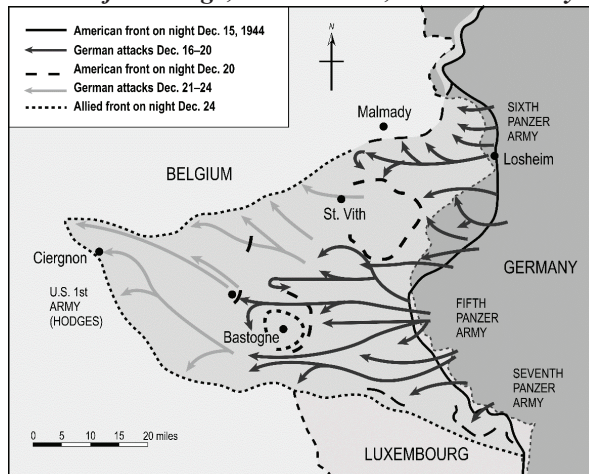 American front on night Dec. 15, 1944
German attacks Dec. 16–20
American front on night Dec. 20
German attacks Dec. 21–24
Allied front on night Dec. 24
N
Malmady
SIXTH
PANZER
ARMY
Losheim
BELGIUM
St. Vith
Ciergnon
GERMANY
U.S. 1st
ARMY
(HODGES)
FIFTH
PANZER
ARMY
Bastogne
SEVENTH
PANZER
ARMY
0 5 10 15 20 miles
LUXEMBOURG